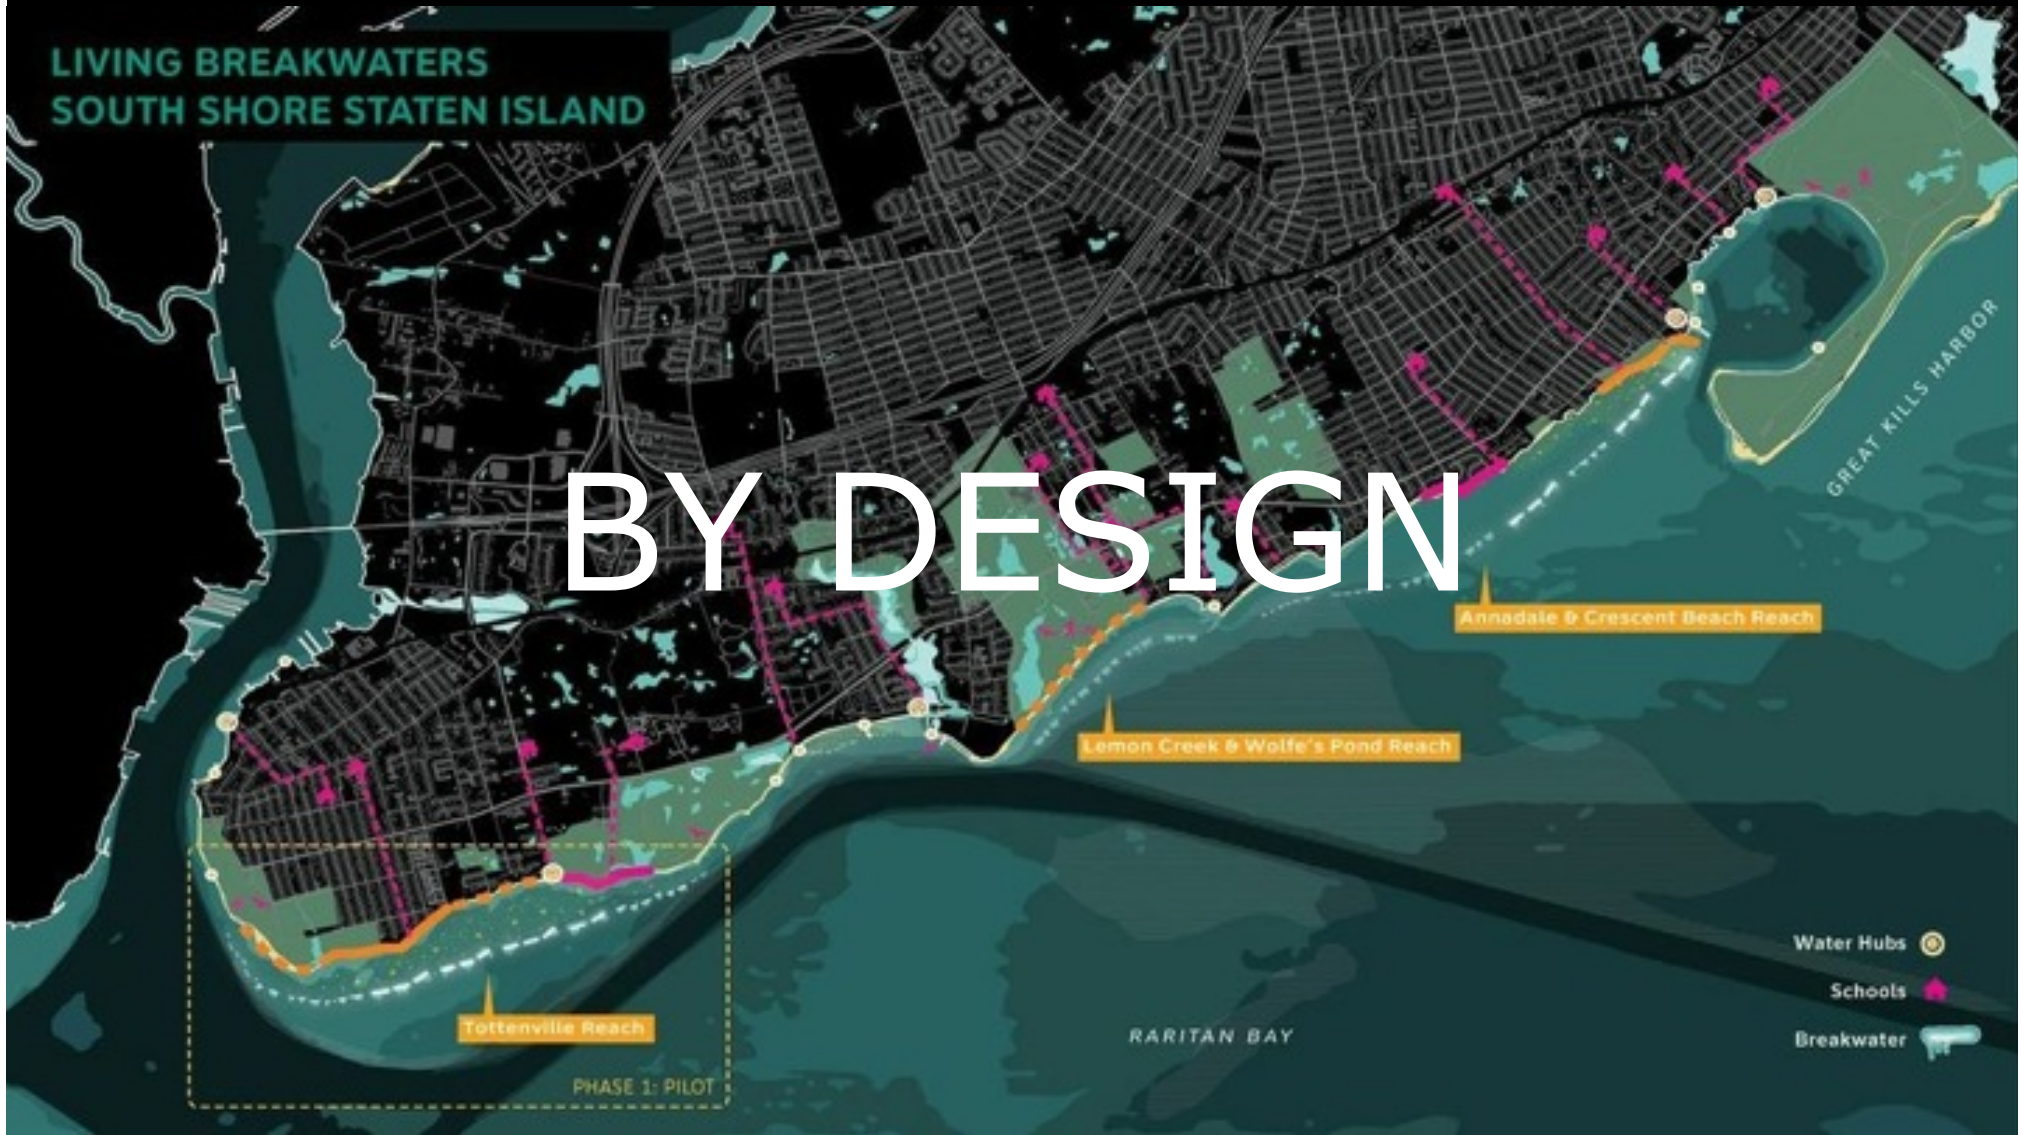 LIVING BREAKWATERS
SOUTH SHORE STATEN ISLAND
GREAT KILLS HARBOR
BY DESIGN
Annadale & Crescent Beach Reach
Lemon Creek & Wolfe's Pond Reach
Water Hubs
Schools
Breakwater
Tottenville Reach
RARITAN BAY
PHASE 1: PILOT